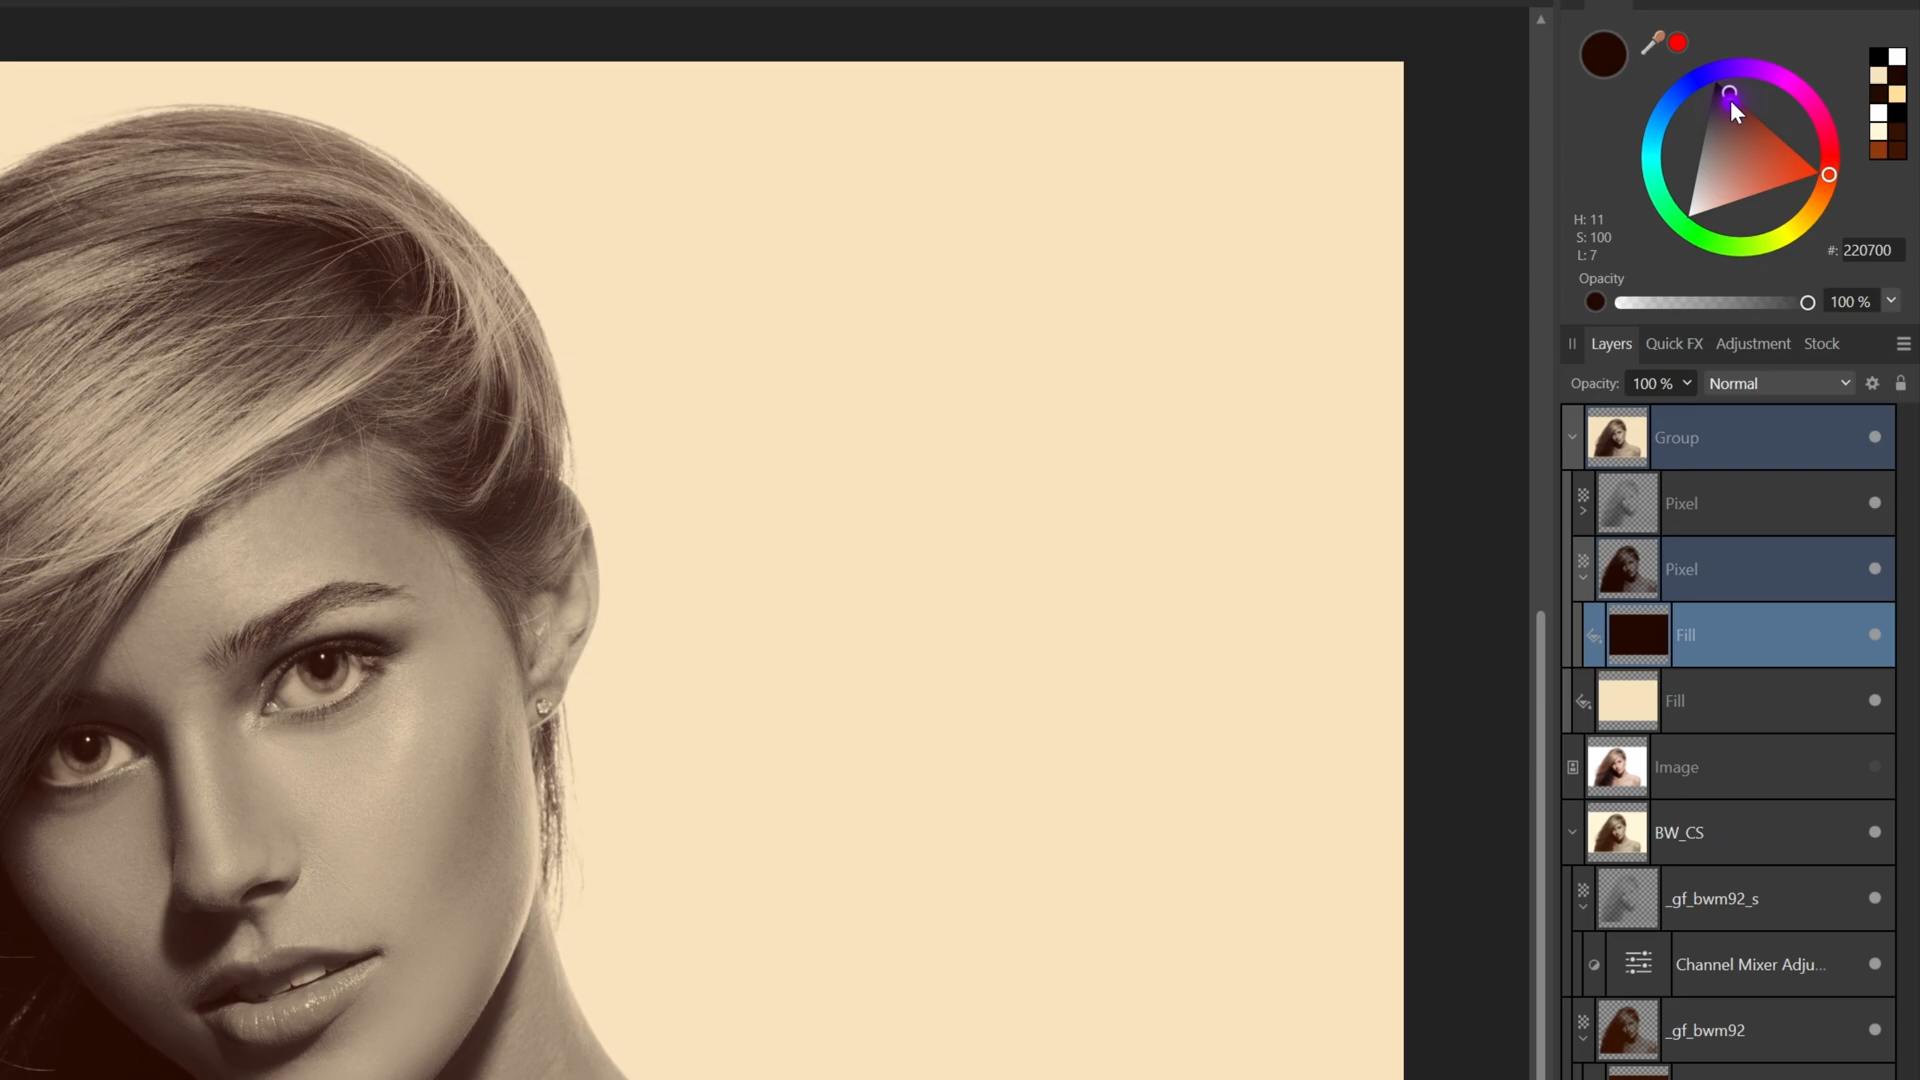 H: 11
S: 100
L: 7
#: 220700
Opacity
100 %
Layers Quick FX Adjustment Stock
Opacity: 100 % Normal
Group
Pixel
Pixel
Fill
Fill
Image
BW_CS
_gf_bwm92_s
Channel Mixer Adju...
_gf_bwm92